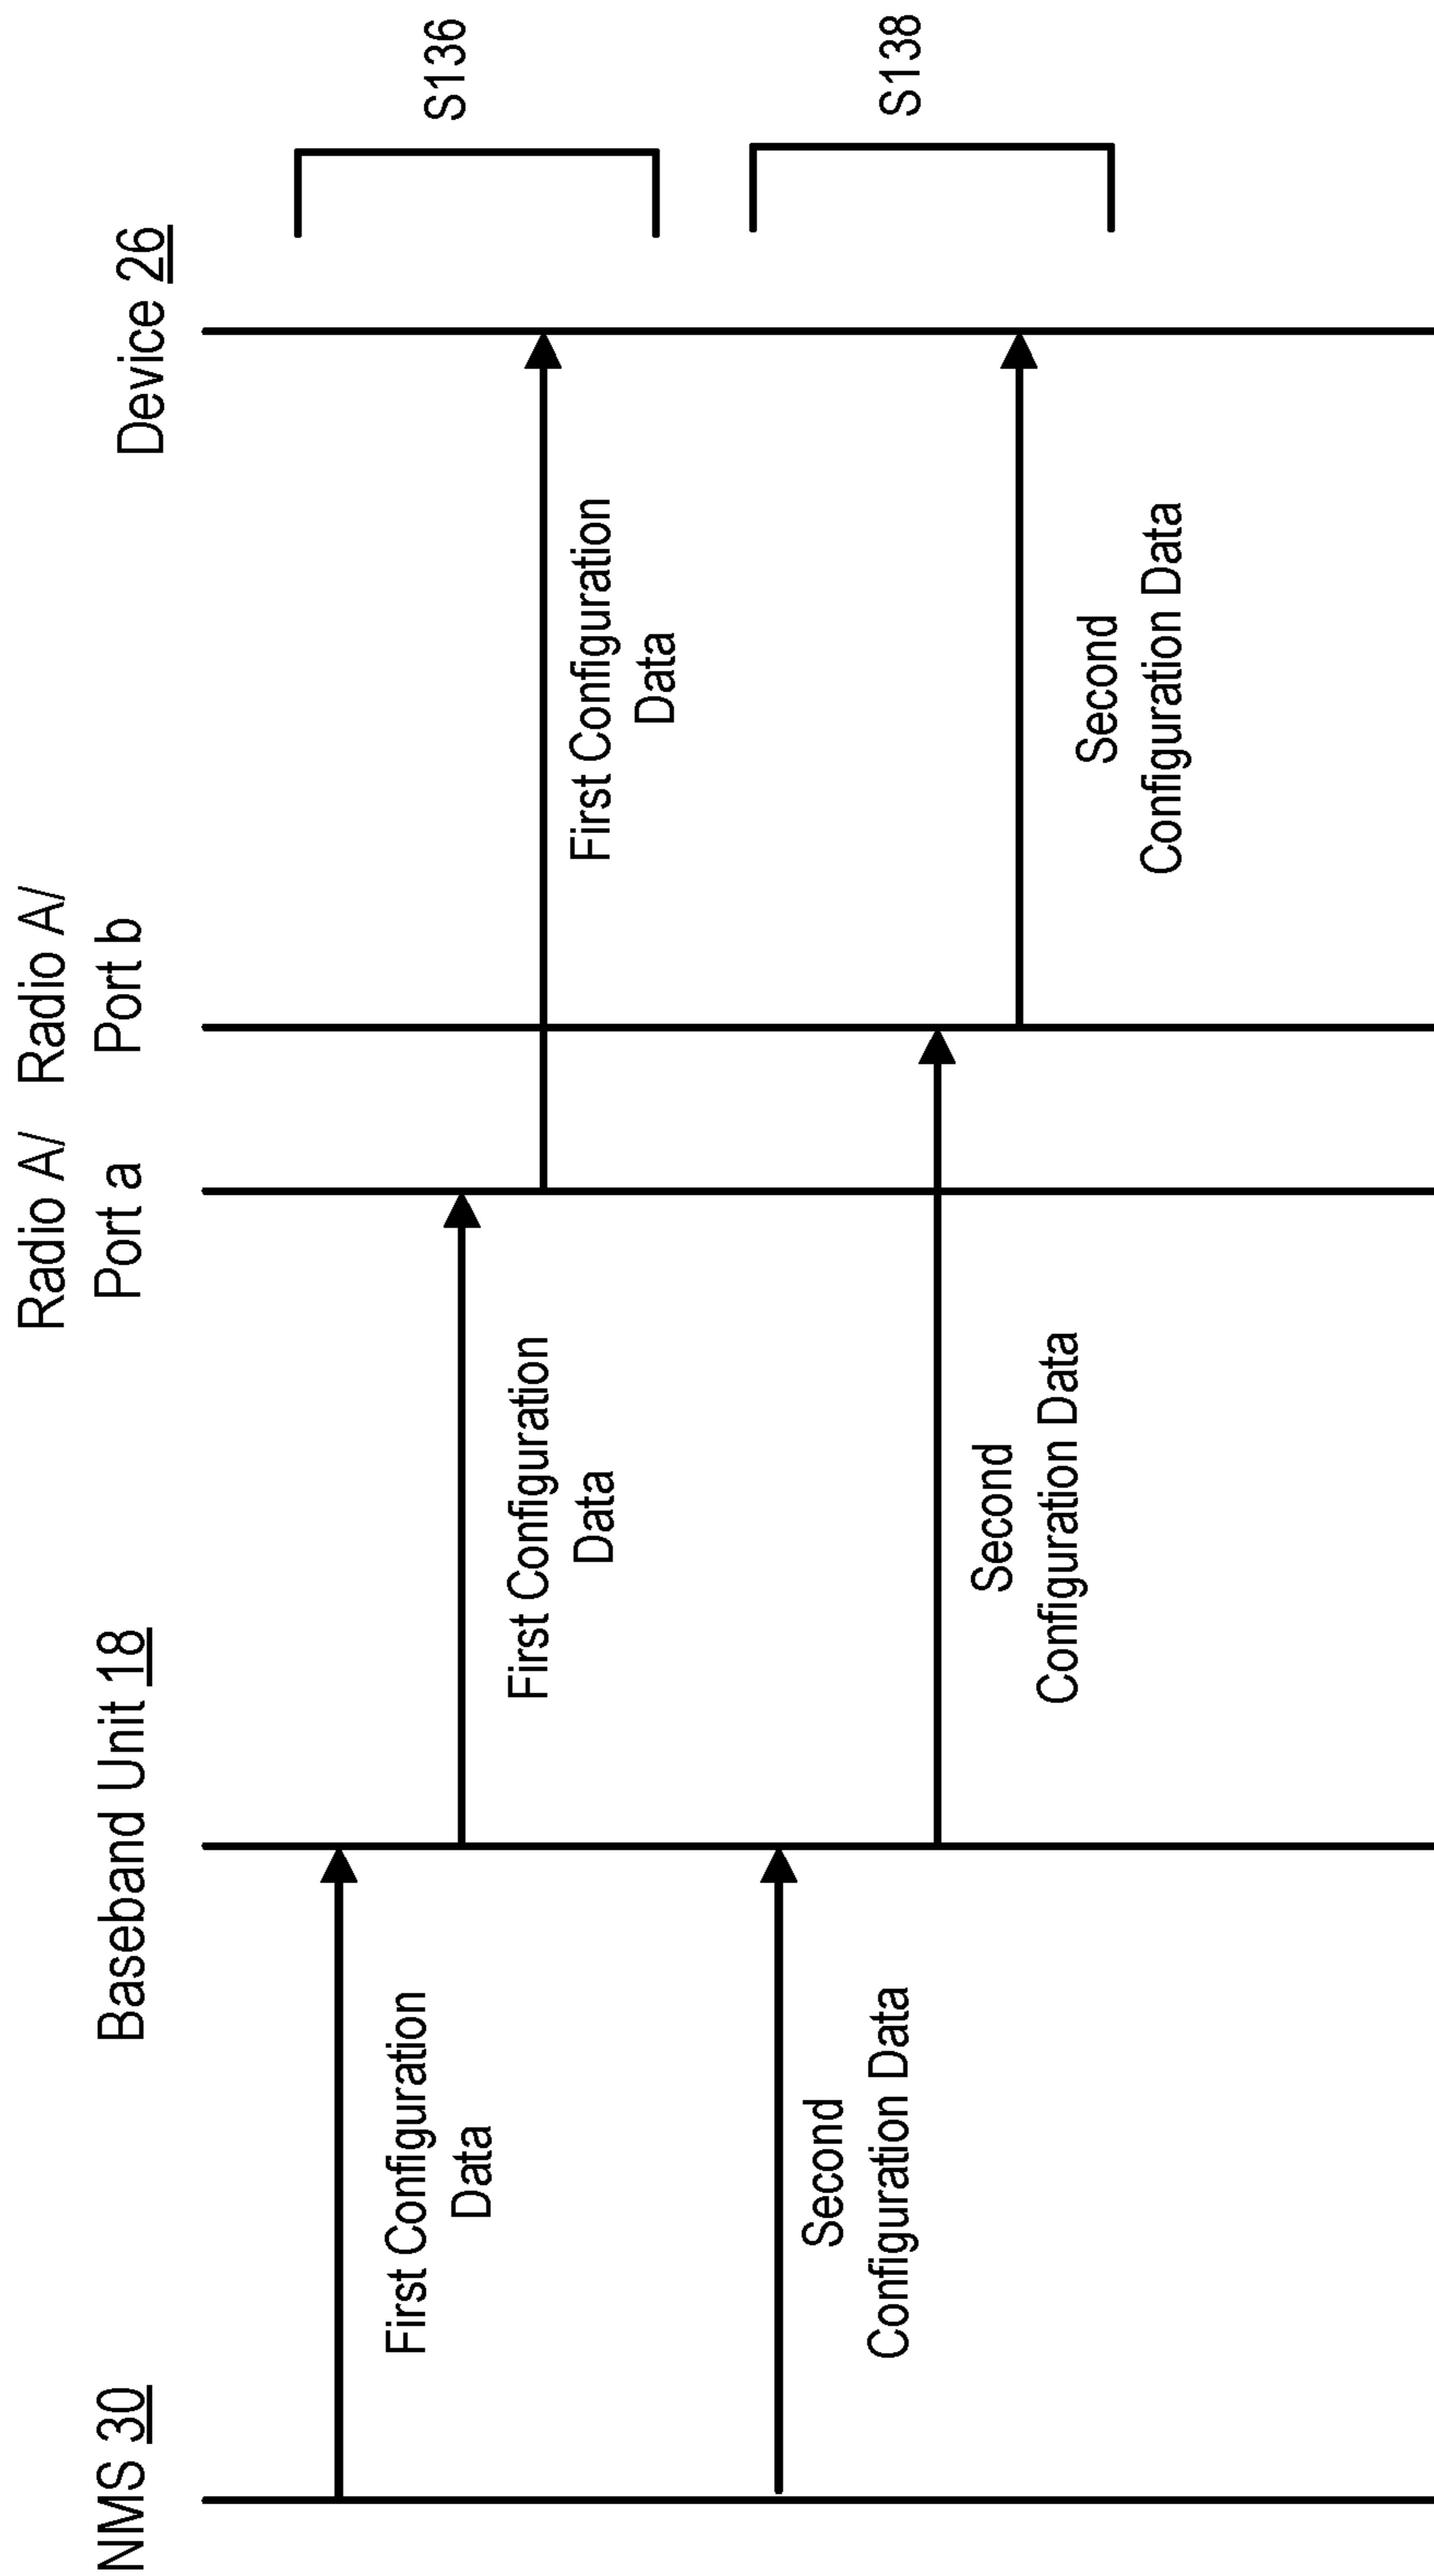 NMS 30
Baseband Unit 18
Radio A/
Port a
Radio A/
Port b
Device 26
First Configuration
Data
First Configuration
Data
First Configuration
Data
S136
Second
Configuration Data
Second
Configuration Data
Second
Configuration Data
S138